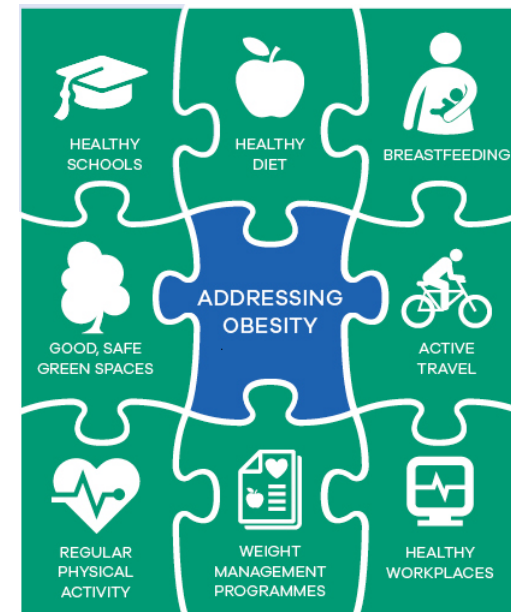 HEALTHY
SCHOOLS
HEALTHY
DIET
BREASTFEEDING
GOOD, SAFE
GREEN SPACES
ADDRESSING
OBESITY
ACTIVE
TRAVEL
REGULAR
PHYSICAL
ACTIVITY
WEIGHT
MANAGEMENT
PROGRAMMES
HEALTHY
WORKPLACES